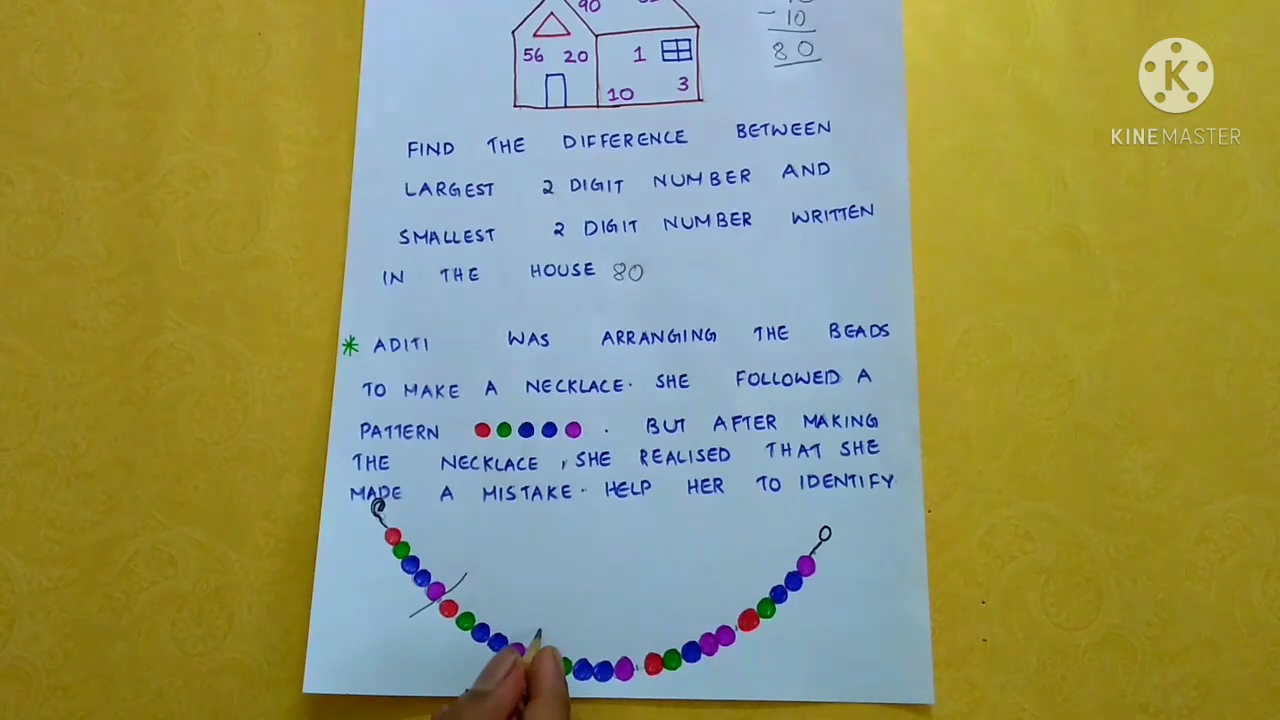 90
- 10
56 20 1
80
10 3
FIND THE DIFFERENCE BETWEEN
LARGEST 2 DIGIT NUMBER AND
SMALLEST 2 DIGIT NUMBER WRITTEN
IN THE HOUSE 80
* ADITI WAS ARRANGING THE BEADS
TO MAKE A NECKLACE. SHE FOLLOWED A
PATTERN . BUT AFTER MAKING
THE NECKLACE, SHE REALISED THAT SHE
MADE A MISTAKE. HELP HER TO IDENTIFY
K
KINEMASTER